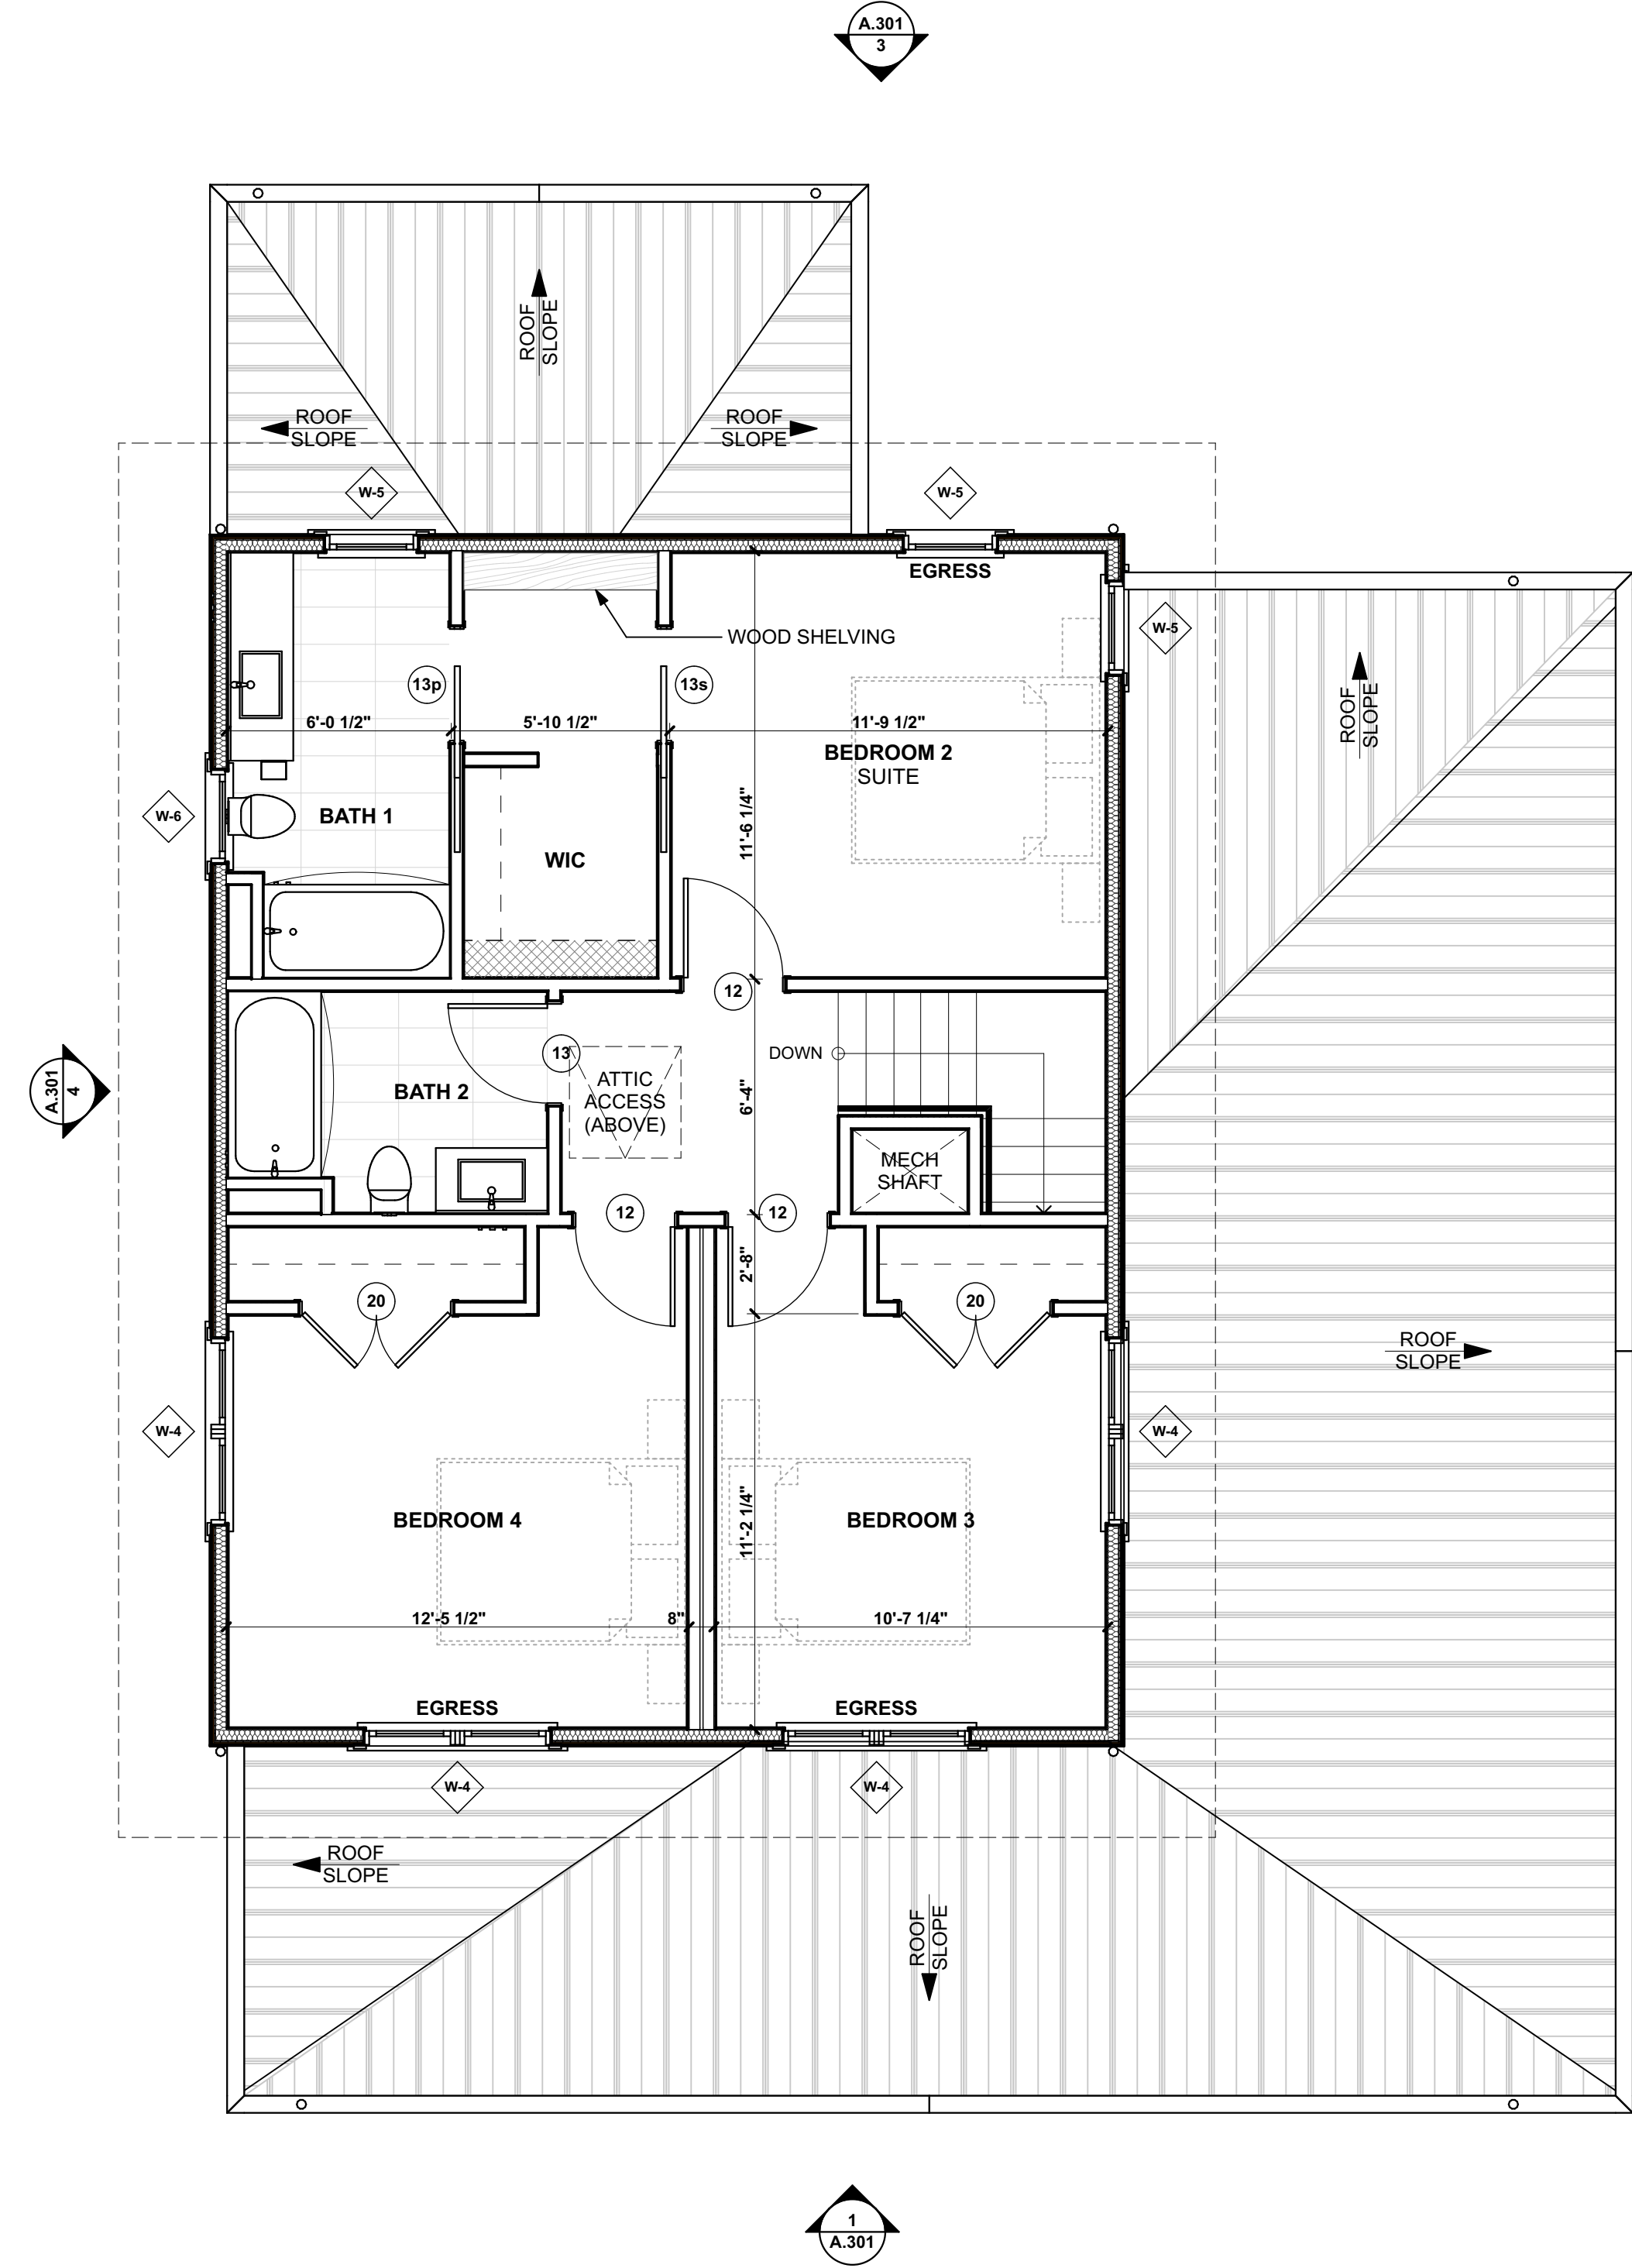 A.301
3
ROOF
SLOPE
ROOF
SLOPE
ROOF
SLOPE
W-5
W-5
EGRESS
W-5
WOOD SHELVING
13p
13s
ROOF
SLOPE
6'-0 1/2"
5'-10 1/2"
11'-9 1/2"
BEDROOM 2
SUITE
W-6
BATH 1
11'-6 1/4"
WIC
12
13
DOWN
A.301
4
BATH 2
ATTIC
ACCESS
(ABOVE)
6'-4"
MECH
SHAFT
12
12
2'-8"
20
20
ROOF
SLOPE
W-4
W-4
BEDROOM 4
BEDROOM 3
11'-2 1/4"
12'-5 1/2"
8"
10'-7 1/4"
EGRESS
EGRESS
W-4
W-4
ROOF
SLOPE
ROOF
SLOPE
1
A.301